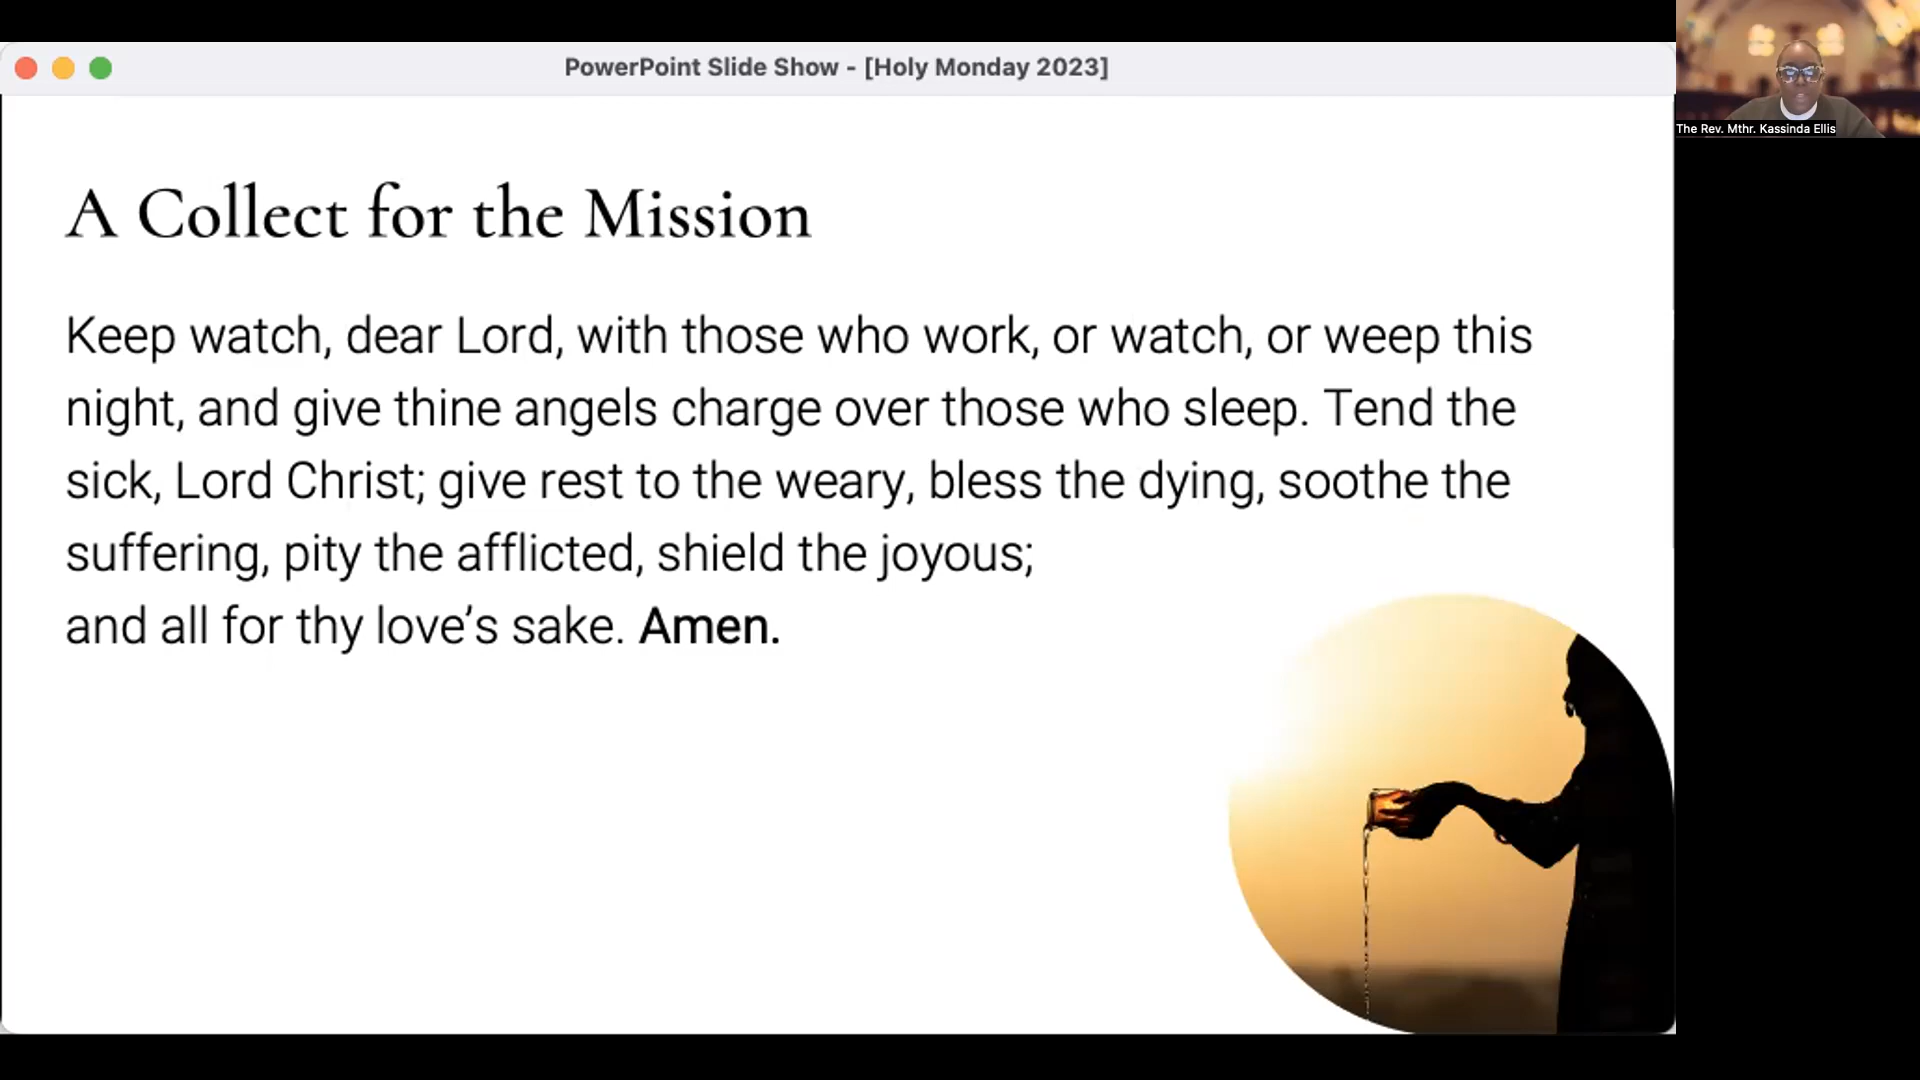 PowerPoint Slide Show - [Holy Monday 2023]
The Rev. Mthr. Kassinda Ellis
A Collect for the Mission
Keep watch, dear Lord, with those who work, or watch, or weep this
night, and give thine angels charge over those who sleep. Tend the
sick, Lord Christ; give rest to the weary, bless the dying, soothe the
suffering, pity the afflicted, shield the joyous;
and all for thy love’s sake. Amen.